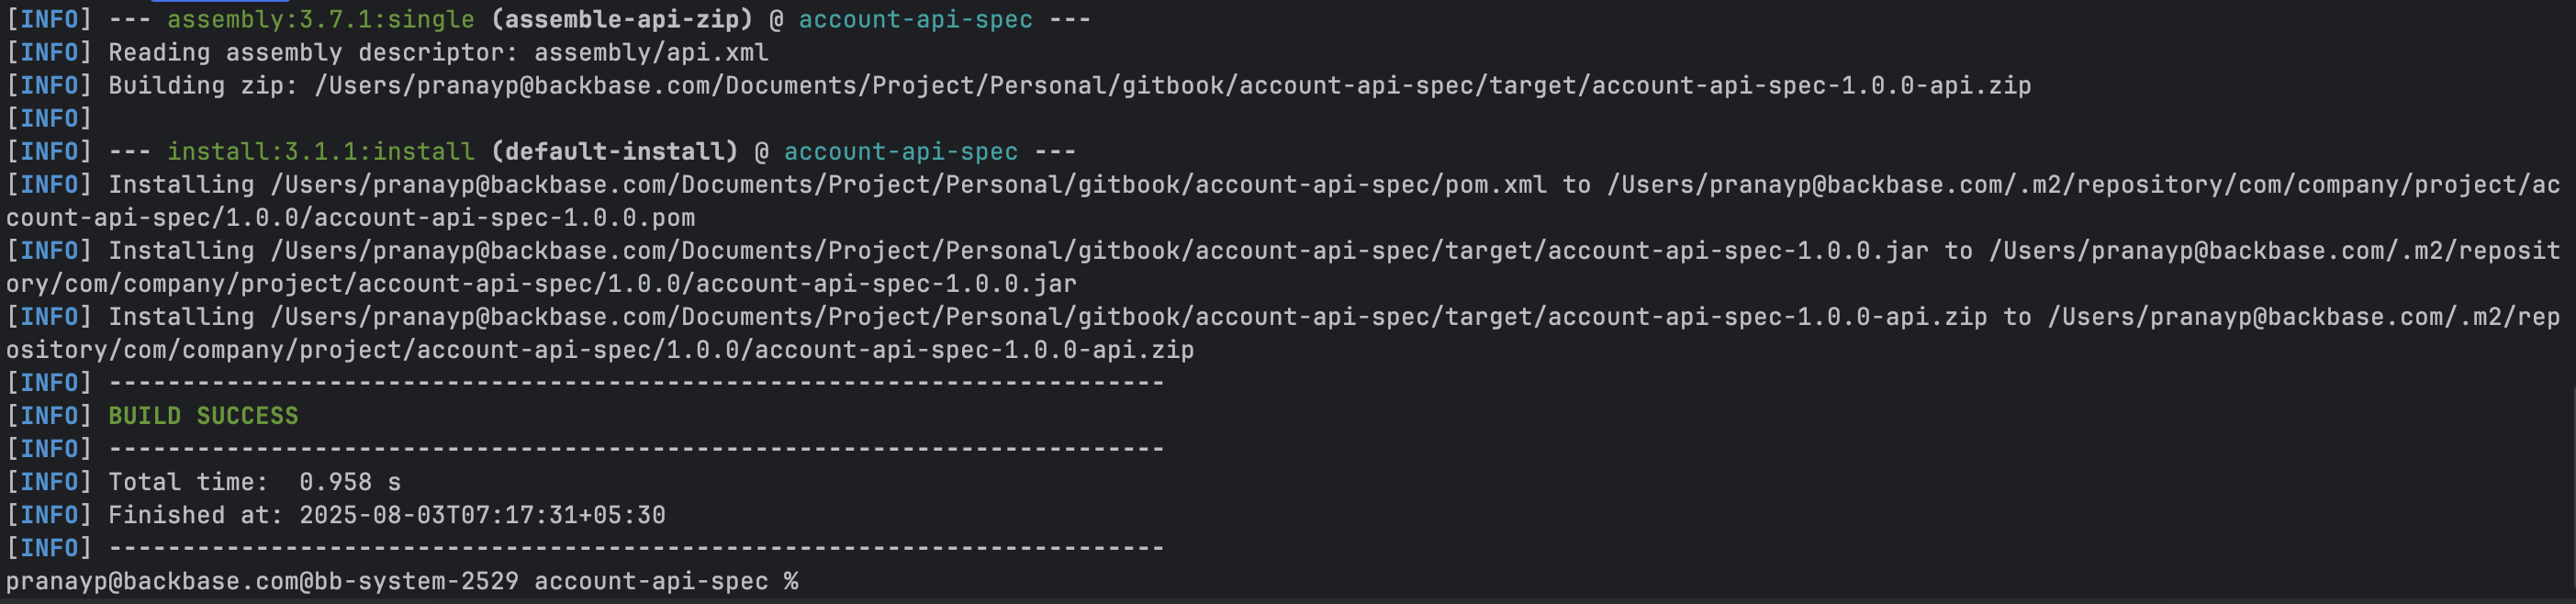 [INFO] --- assembly:3.7.1:single (assemble-api-zip) @ account-api-spec ---
[INFO] Reading assembly descriptor: assembly/api.xml
[INFO] Building zip: /Users/pranayp@backbase.com/Documents/Project/Personal/gitbook/account-api-spec/target/account-api-spec-1.0.0-api.zip
[INFO]
[INFO] --- install:3.1.1:install (default-install) @ account-api-spec ---
[INFO] Installing /Users/pranayp@backbase.com/Documents/Project/Personal/gitbook/account-api-spec/pom.xml to /Users/pranayp@backbase.com/.m2/repository/com/company/project/ac
count-api-spec/1.0.0/account-api-spec-1.0.0.pom
[INFO] Installing /Users/pranayp@backbase.com/Documents/Project/Personal/gitbook/account-api-spec/target/account-api-spec-1.0.0.jar to /Users/pranayp@backbase.com/.m2/reposit
ory/com/company/project/account-api-spec/1.0.0/account-api-spec-1.0.0.jar
[INFO] Installing /Users/pranayp@backbase.com/Documents/Project/Personal/gitbook/account-api-spec/target/account-api-spec-1.0.0-api.zip to /Users/pranayp@backbase.com/.m2/rep
ository/com/company/project/account-api-spec/1.0.0/account-api-spec-1.0.0-api.zip
[INFO] ------------------------------------------------------------------------
[INFO] BUILD SUCCESS
[INFO] ------------------------------------------------------------------------
[INFO] Total time:  0.958 s
[INFO] Finished at: 2025-08-03T07:17:31+05:30
[INFO] ------------------------------------------------------------------------
pranayp@backbase.com@bb-system-2529 account-api-spec %